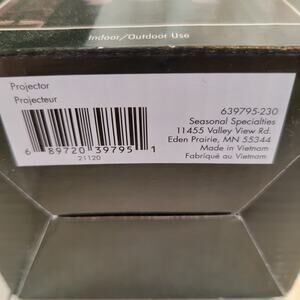 Indoor/Outdoor Use
Projector
Projecteur
639795-230
Seasonal Specialties
11455 Valley View Rd.
Eden Prairie, MN 55344
Made in Vietnam
Fabriqué au Vietnam
6 89720 39795 1
21120